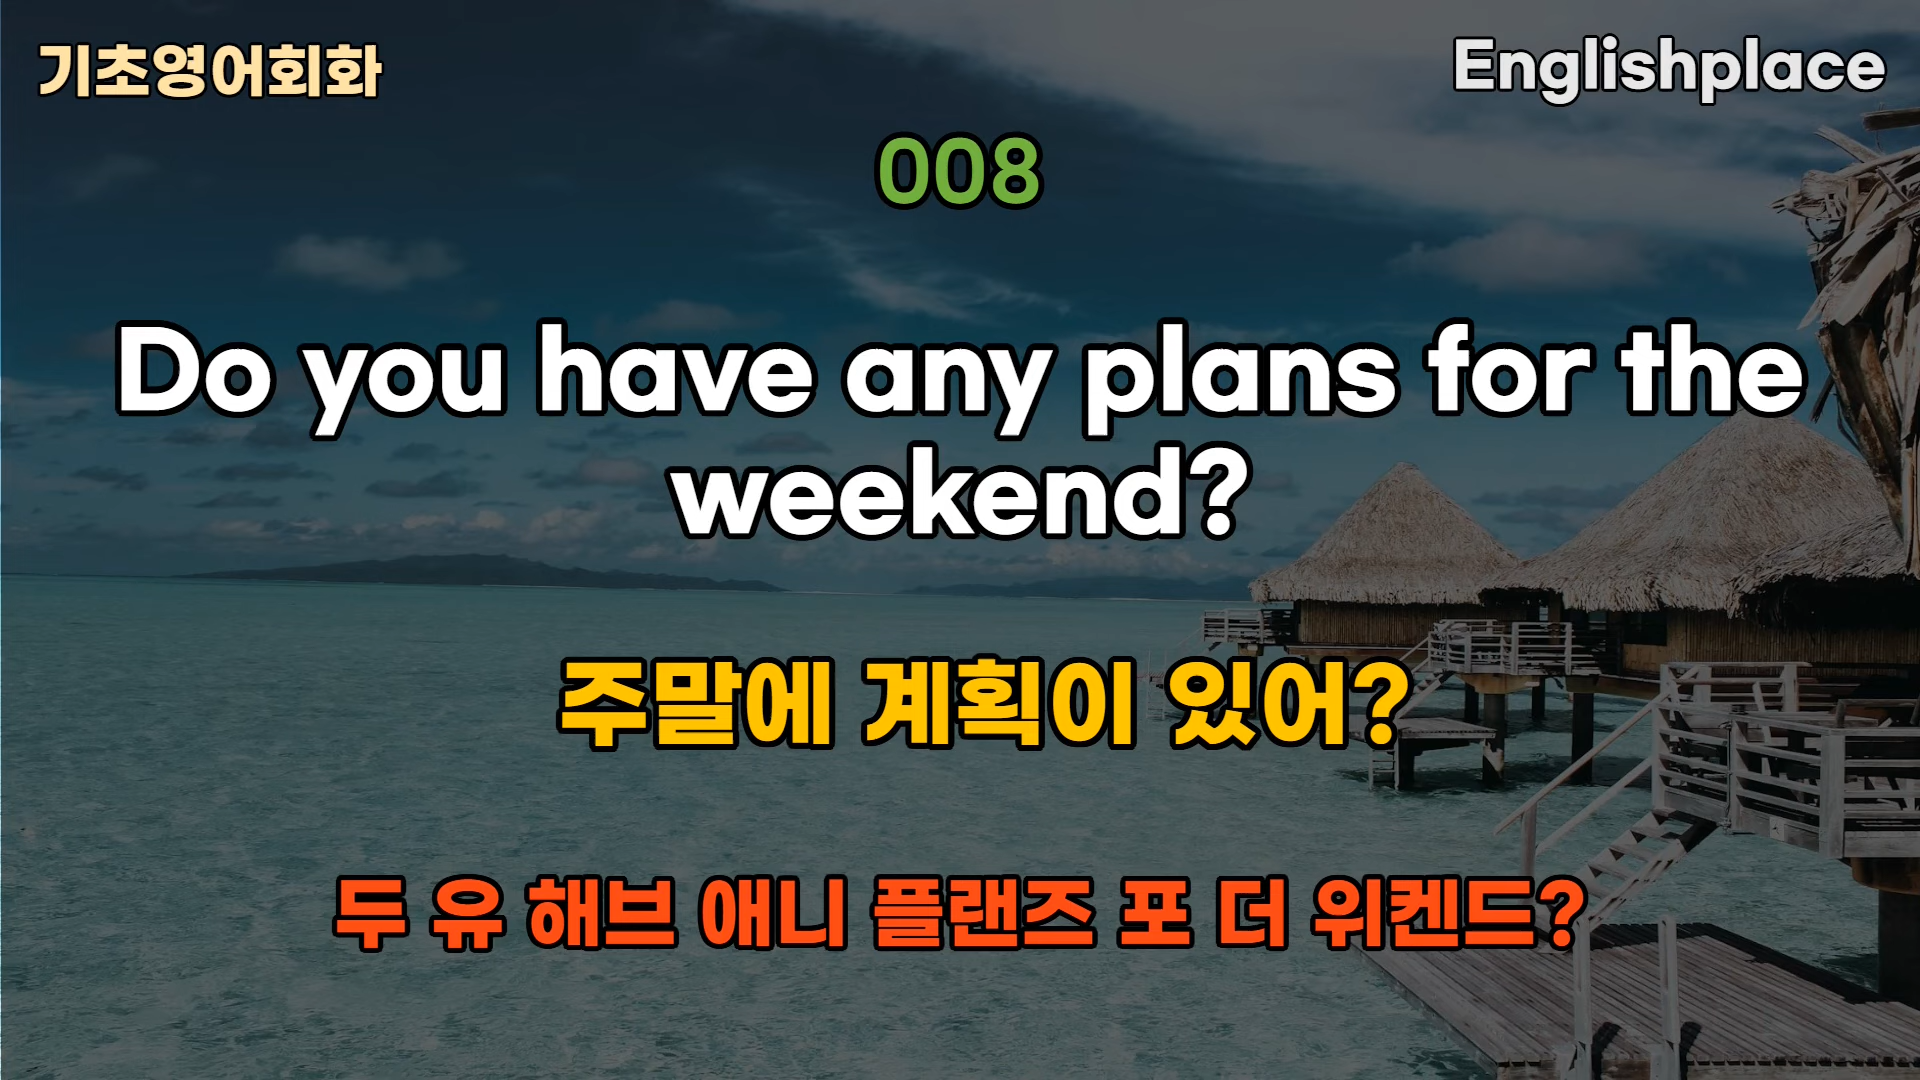 기초영어회화
Englishplace
008
Do you have any plans for the
weekend?
주말에 계획이 있어?
두 유 해브 애니 플랜즈 포 더 위켄드?